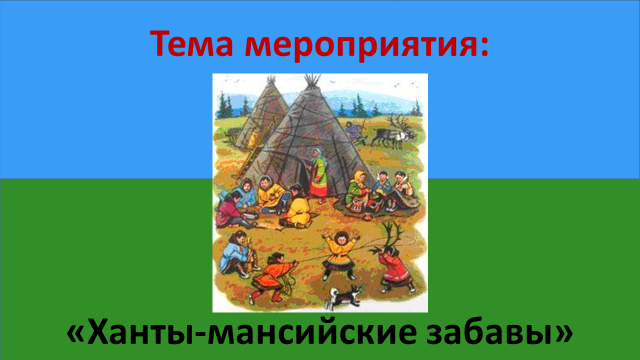 Тема мероприятия:
«Ханты-мансийские забавы»